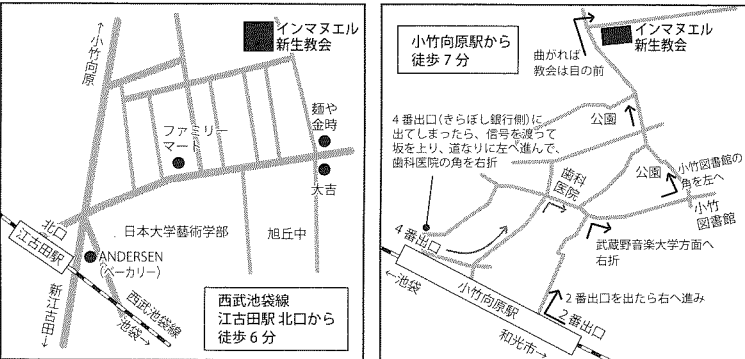 インマヌエル
新生教会
←小竹向原
麺や
金時
ファミリー
マート
大吉
北口
江古田駅
日本大学藝術学部
旭丘中
ANDERSEN
(ベーカリー)
新江古田→
西武池袋線
池袋→
西武池袋線
江古田駅 北口から
徒歩6分
小竹向原駅から
徒歩7分
インマヌエル
新生教会
曲がれば
教会は目の前
4番出口(きらぼし銀行側)に
出てしまったら、信号を渡って
坂を上り、道なりに左へ進んで、
歯科医院の角を右折
公園
歯科
医院
公園
小竹図書館の
角を左へ
小竹
図書館
武蔵野音楽大学方面へ
右折
4番出口
←池袋
小竹向原駅
2番出口を出たら右へ進み
2番出口
和光市→